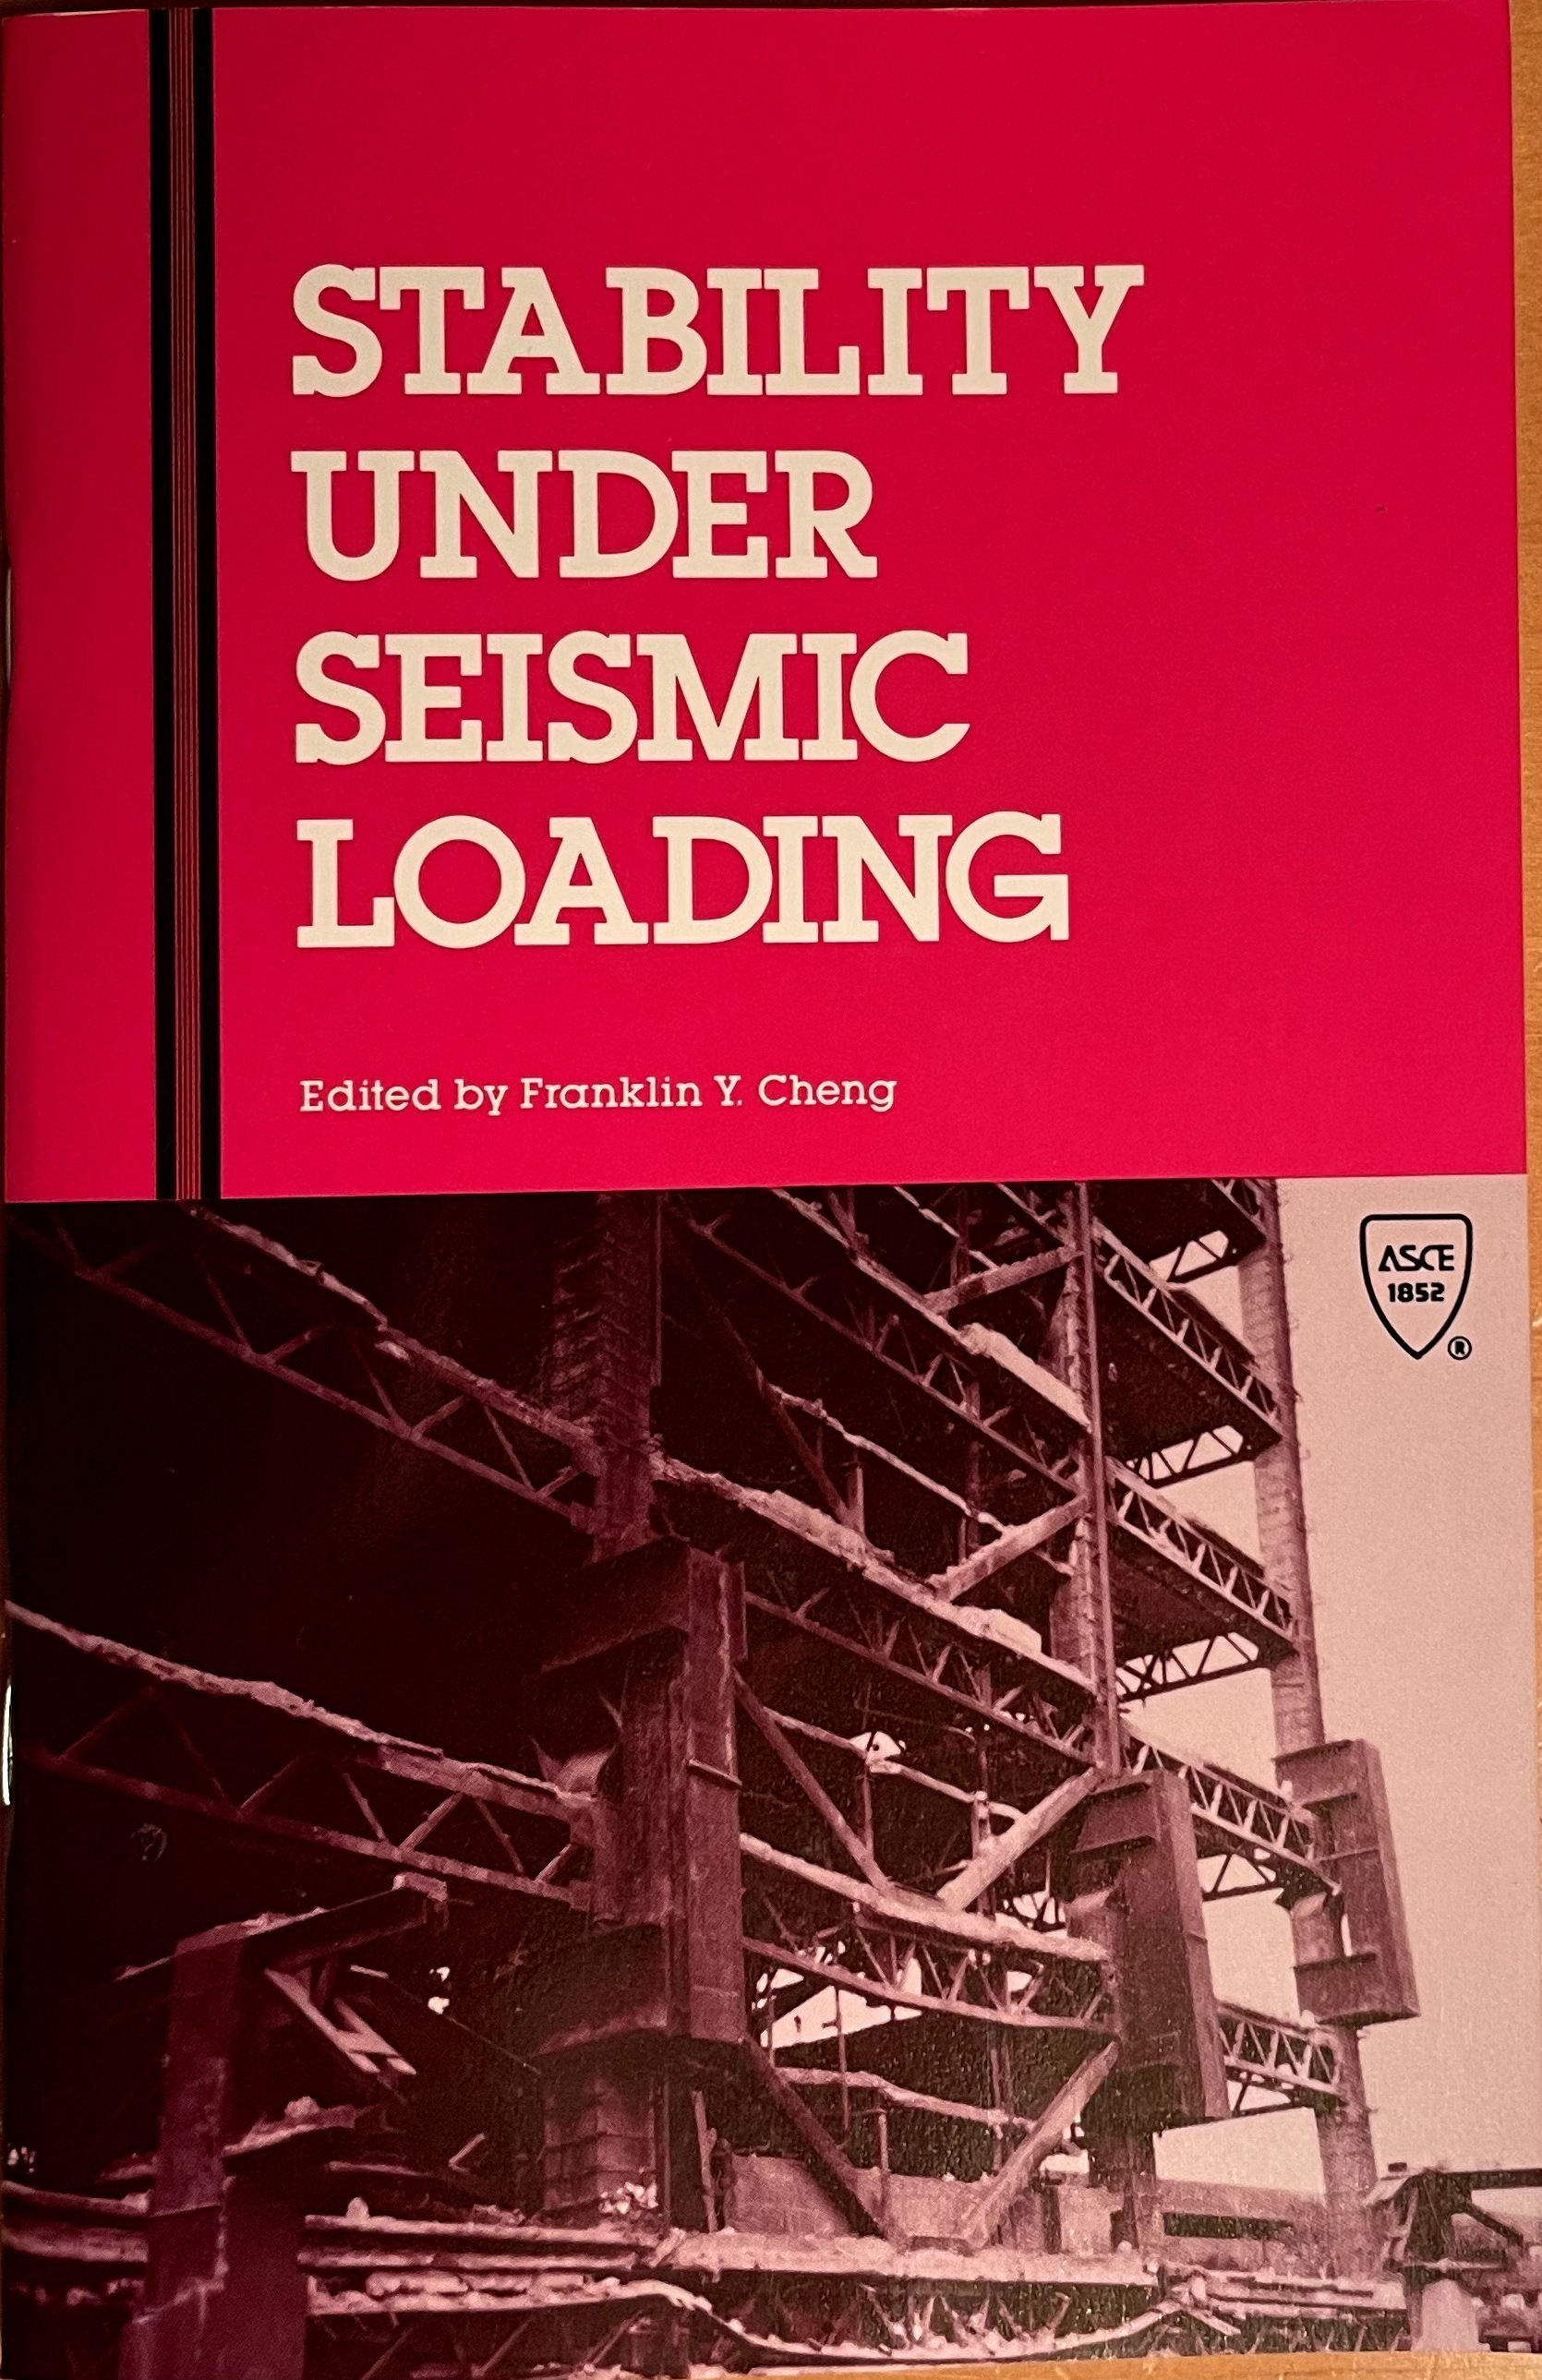 STABILITY
UNDER
SEISMIC
LOADING
Edited by Franklin Y. Cheng
ASCE
1852
®